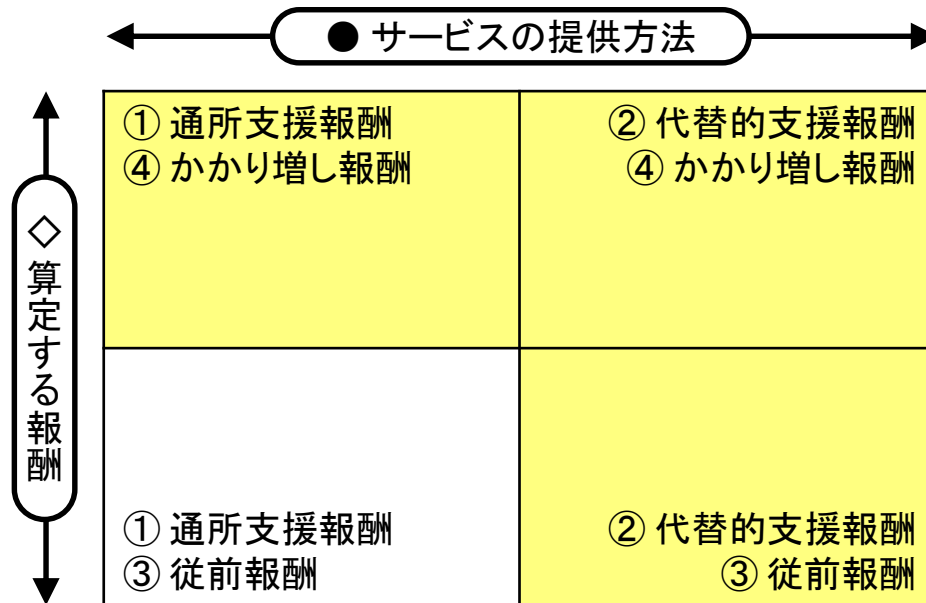 ● サービスの提供方法
◇算定する報酬
① 通所支援報酬
④ かかり増し報酬
② 代替的支援報酬
④ かかり増し報酬
① 通所支援報酬
③ 従前報酬
② 代替的支援報酬
③ 従前報酬